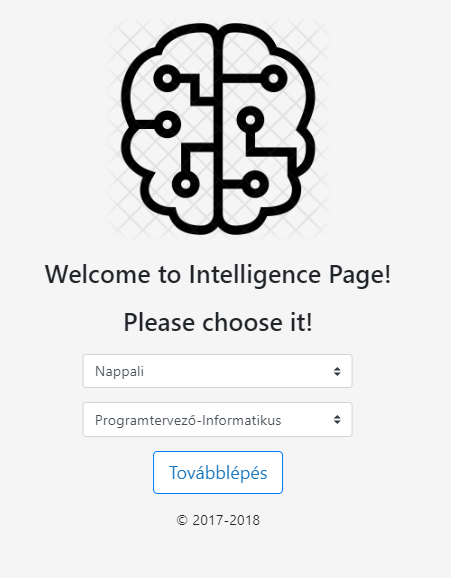 Welcome to Intelligence Page!
Please choose it!
Nappali
Programtervező-Informatikus
Továbblépés
© 2017-2018